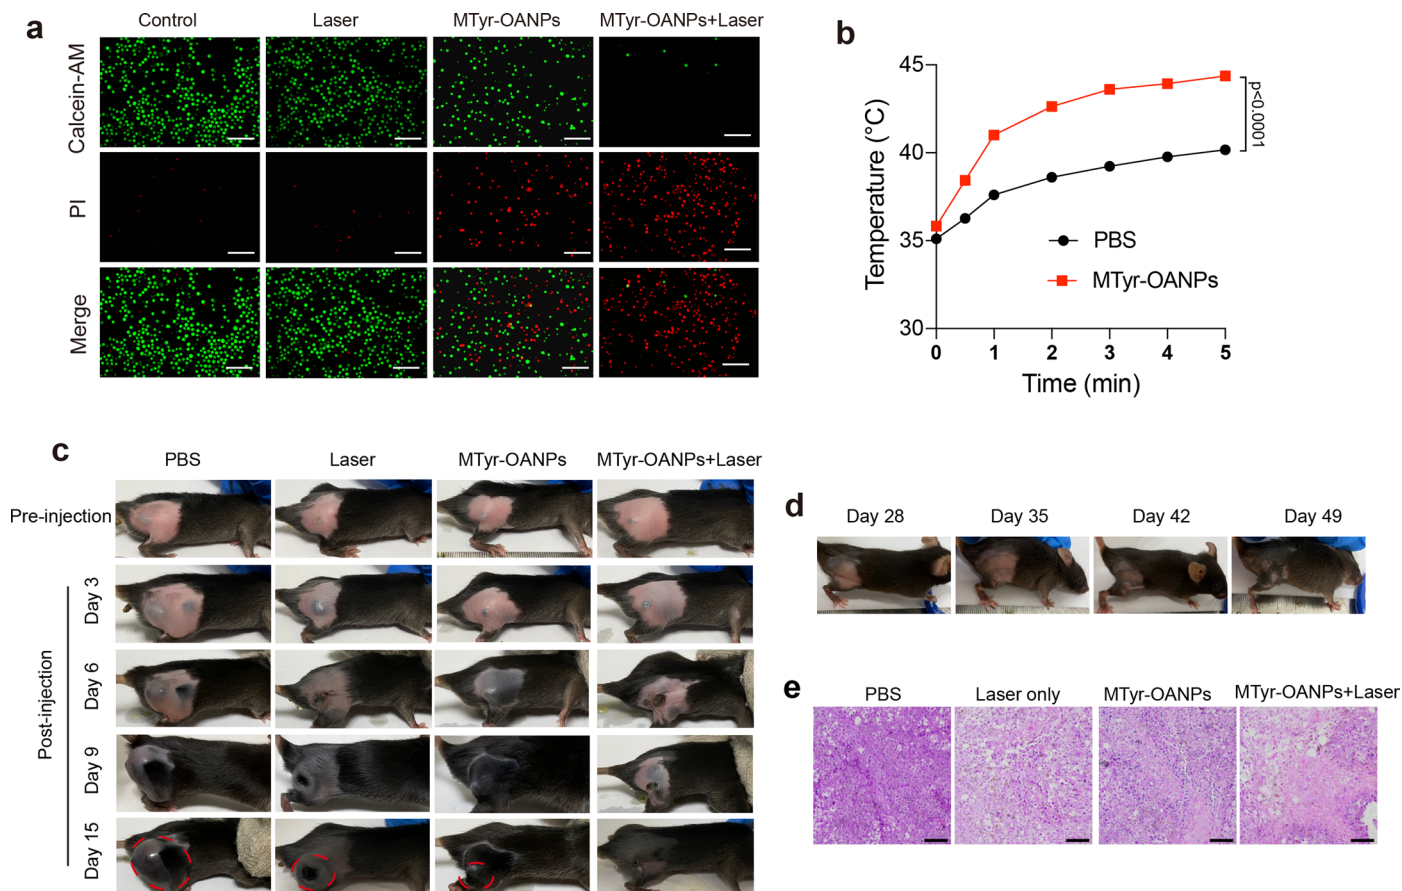 a
Control
Laser
MTyr-OANPs
MTyr-OANPs+Laser
Calcein-AM
PI
Merge
b
Temperature (°C)
45
40
35
30
0
1
2
3
4
5
Time (min)
PBS
MTyr-OANPs
p<0.0001
c
PBS
Laser
MTyr-OANPs
MTyr-OANPs+Laser
Pre-injection
Post-injection
Day 3
Day 6
Day 9
Day 15
d
Day 28
Day 35
Day 42
Day 49
e
PBS
Laser only
MTyr-OANPs
MTyr-OANPs+Laser